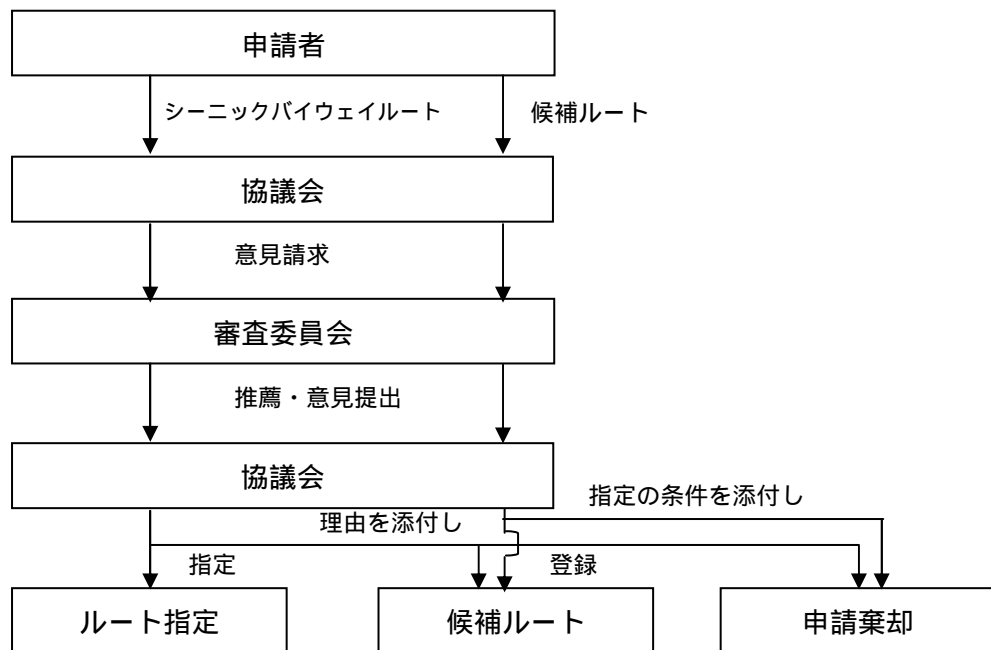 申請者
シーニックバイウェイルート
候補ルート
協議会
意見請求
審査委員会
推薦・意見提出
協議会
指定の条件を添付し
理由を添付し
指定
登録
ルート指定
候補ルート
申請棄却